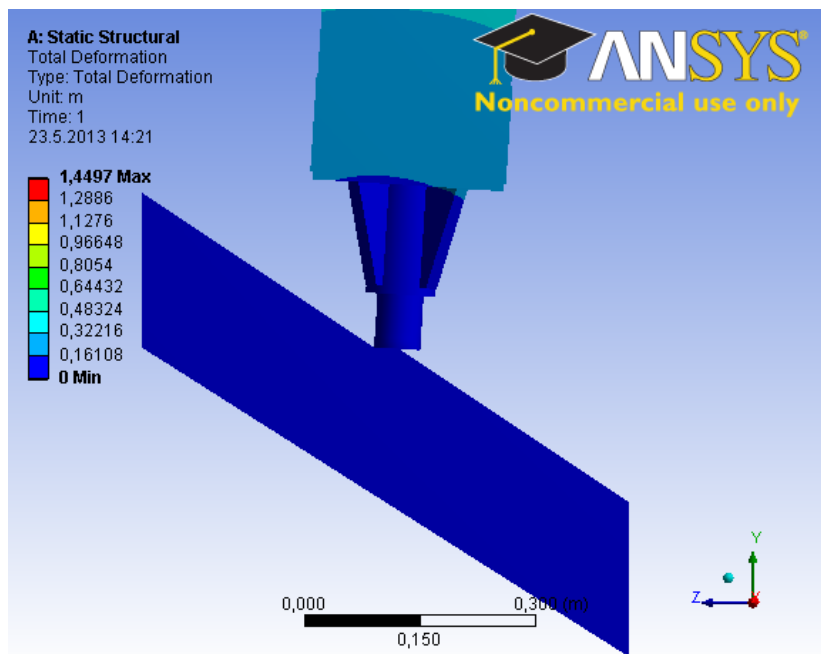 A: Static Structural
Total Deformation
Type: Total Deformation
Unit: m
Time: 1
23.5.2013 14:21
ANSYS®
Noncommercial use only
1,4497 Max
1,2886
1,1276
0,96648
0,8054
0,64432
0,48324
0,32216
0,16108
0 Min
0,000
0,300 (m)
0,150
Y
Z